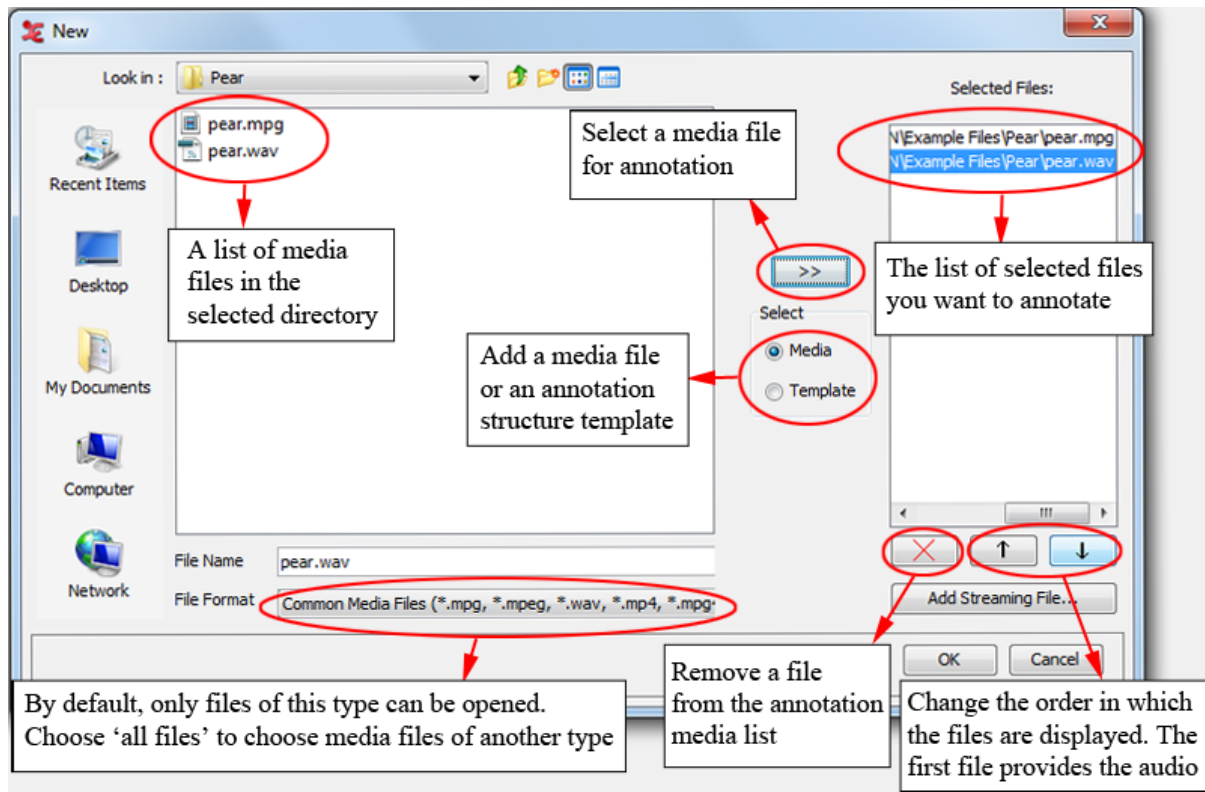 New
Look in :
Pear
Selected Files:
pear.mpg
pear.wav
Select a media file
for annotation
N\Example Files\Pear\pear.mpg
N\Example Files\Pear\pear.wav
Recent Items
A list of media
files in the
selected directory
>>
The list of selected files
you want to annotate
Desktop
Select
Media
Template
Add a media file
or an annotation
structure template
My Documents
Computer
Network
File Name
pear.wav
File Format
Common Media Files (*.mpg, *.mpeg, *.wav, *.mp4, *.mpg4
Add Streaming File...
OK
Cancel
By default, only files of this type can be opened.
Choose ‘all files’ to choose media files of another type
Remove a file
from the annotation
media list
Change the order in which
the files are displayed. The
first file provides the audio